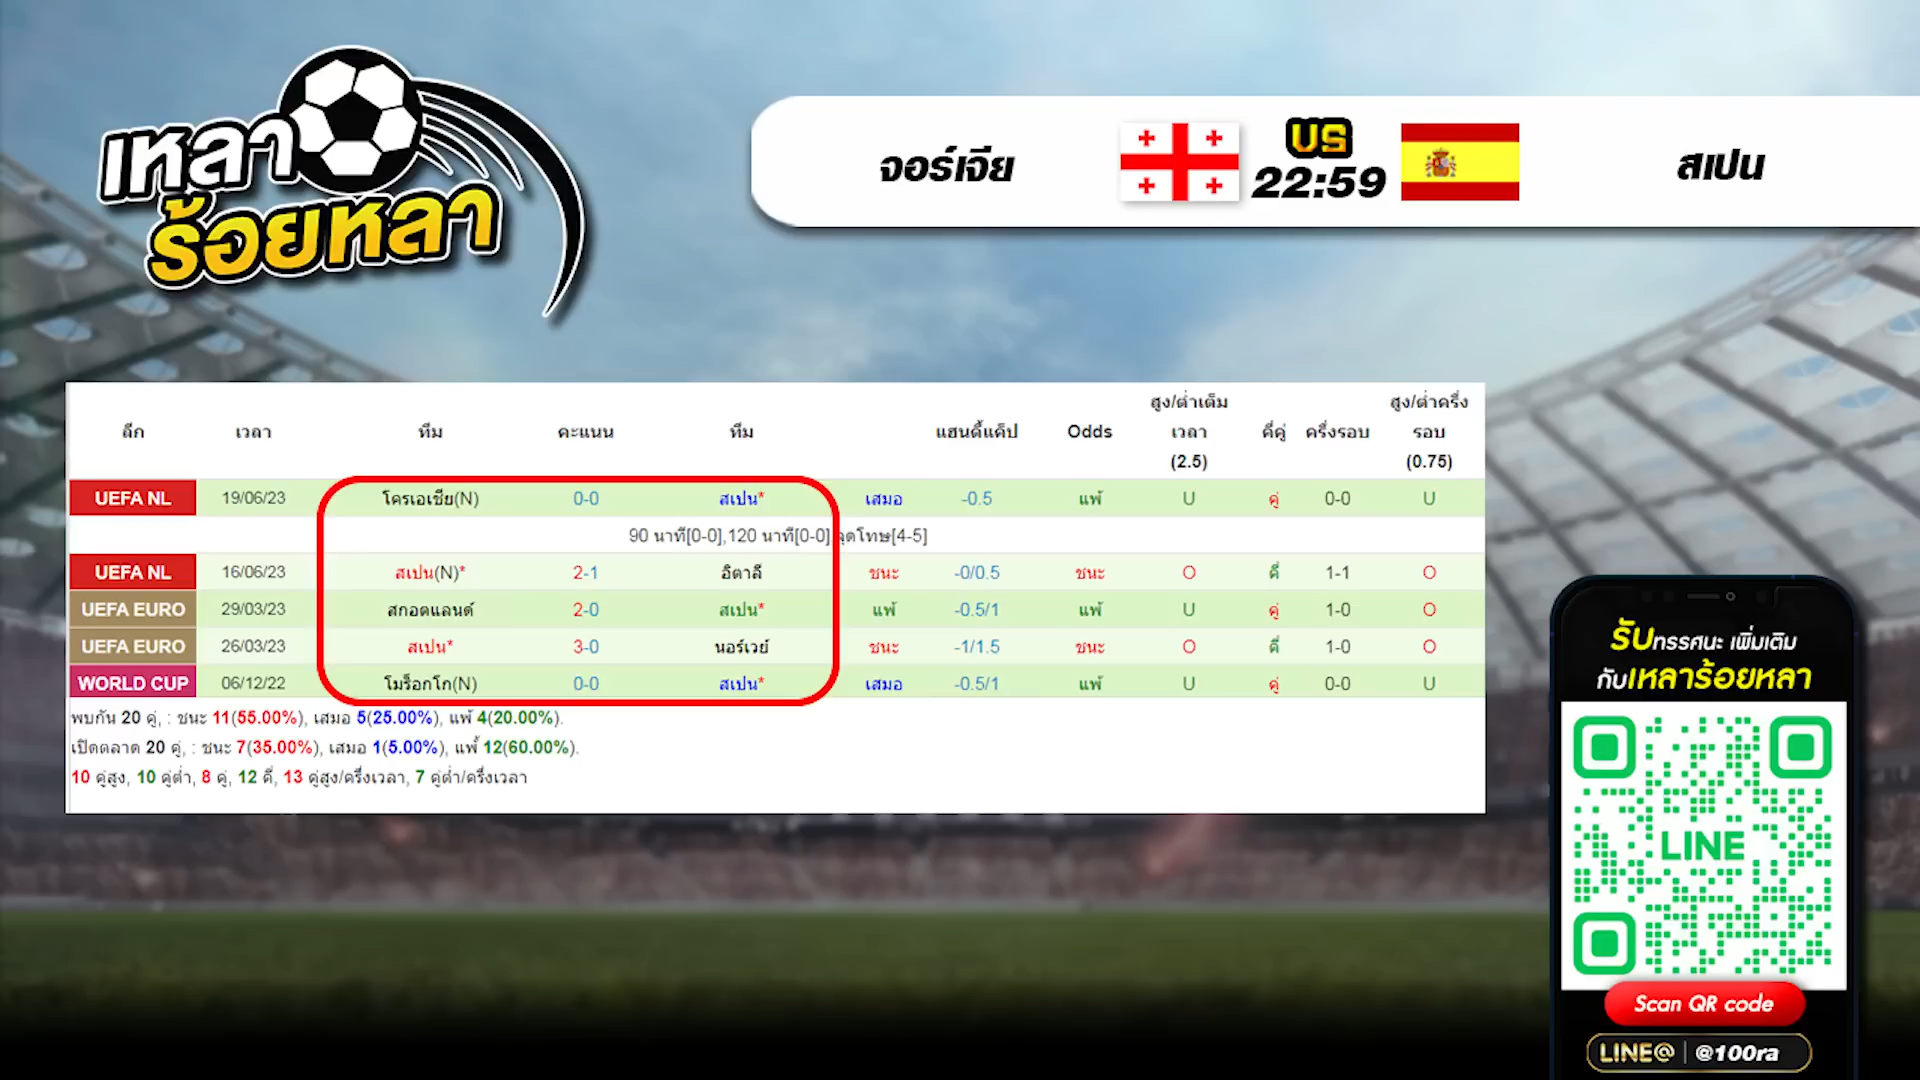 เหลา
ร้อยหลา
จอร์เจีย VS 22:59 สเปน
ลีก เวลา ทีม คะแนน ทีม แฮนดี้แค็ป Odds สูง/ต่ำเต็มเวลา (2.5) คี่คู่ ครึ่งรอบ สูง/ต่ำครึ่งรอบ (0.75)
UEFA NL 19/06/23 โครเอเชีย(N) 0-0 สเปน* เสมอ -0.5 แพ้ U คู่ 0-0 U
90 นาที[0-0],120 นาที[0-0],จุดโทษ[4-5]
UEFA NL 16/06/23 สเปน(N)* 2-1 อิตาลี ชนะ -0/0.5 ชนะ O คี่ 1-1 O
UEFA EURO 29/03/23 สกอตแลนด์ 2-0 สเปน* แพ้ -0.5/1 แพ้ U คู่ 1-0 O
UEFA EURO 26/03/23 สเปน* 3-0 นอร์เวย์ ชนะ -1/1.5 ชนะ O คี่ 1-0 O
WORLD CUP 06/12/22 โมร็อกโก(N) 0-0 สเปน* เสมอ -0.5/1 แพ้ U คู่ 0-0 U
พบกัน 20 คู่, : ชนะ 11(55.00%), เสมอ 5(25.00%), แพ้ 4(20.00%).
เปิดตลาด 20 คู่, : ชนะ 7(35.00%), เสมอ 1(5.00%), แพ้ 12(60.00%).
10 คู่สูง, 10 คู่ต่ำ, 8 คู่, 12 คี่, 13 คู่สูง/ครึ่งเวลา, 7 คู่ต่ำ/ครึ่งเวลา
รับทรรศนะ เพิ่มเติม
กับเหลาร้อยหลา
LINE
Scan QR code
LINE@ | @100ra